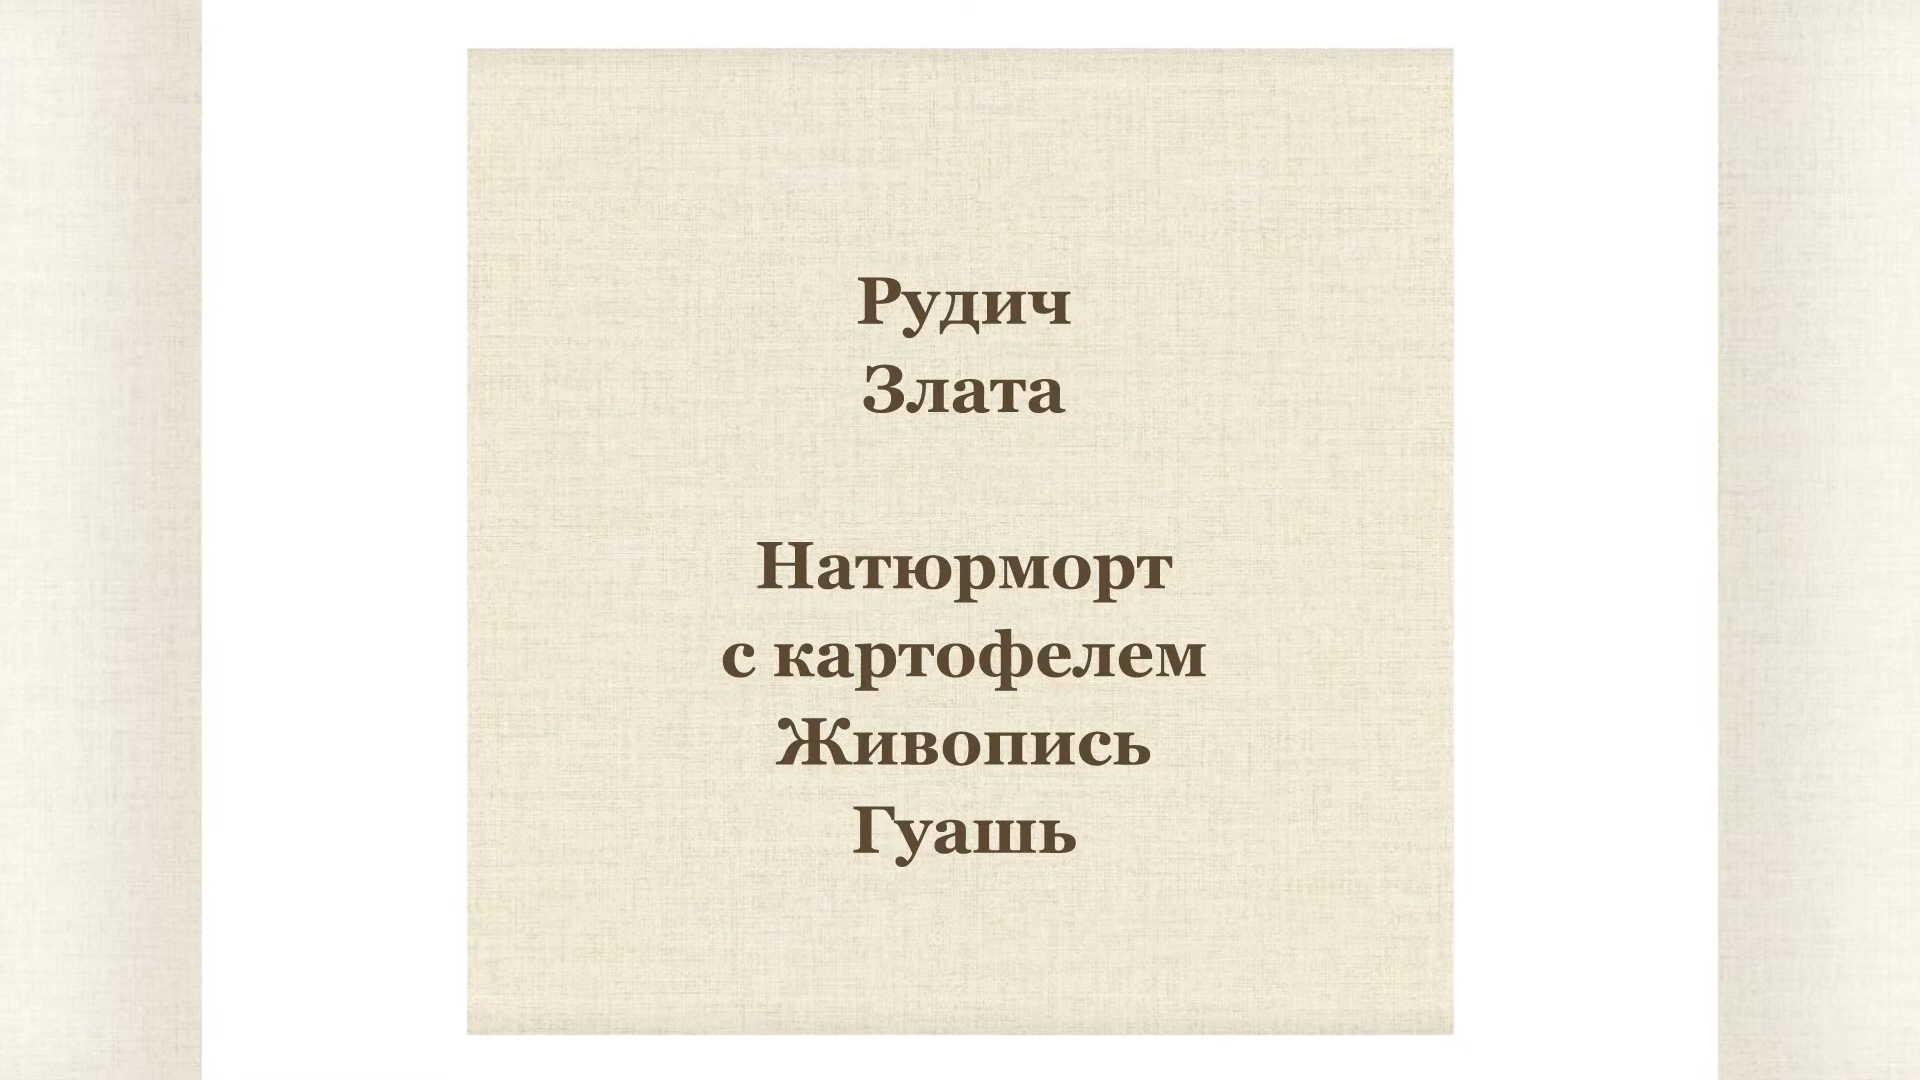 Рудич
Злата
Натюрморт
с картофелем
Живопись
Гуашь